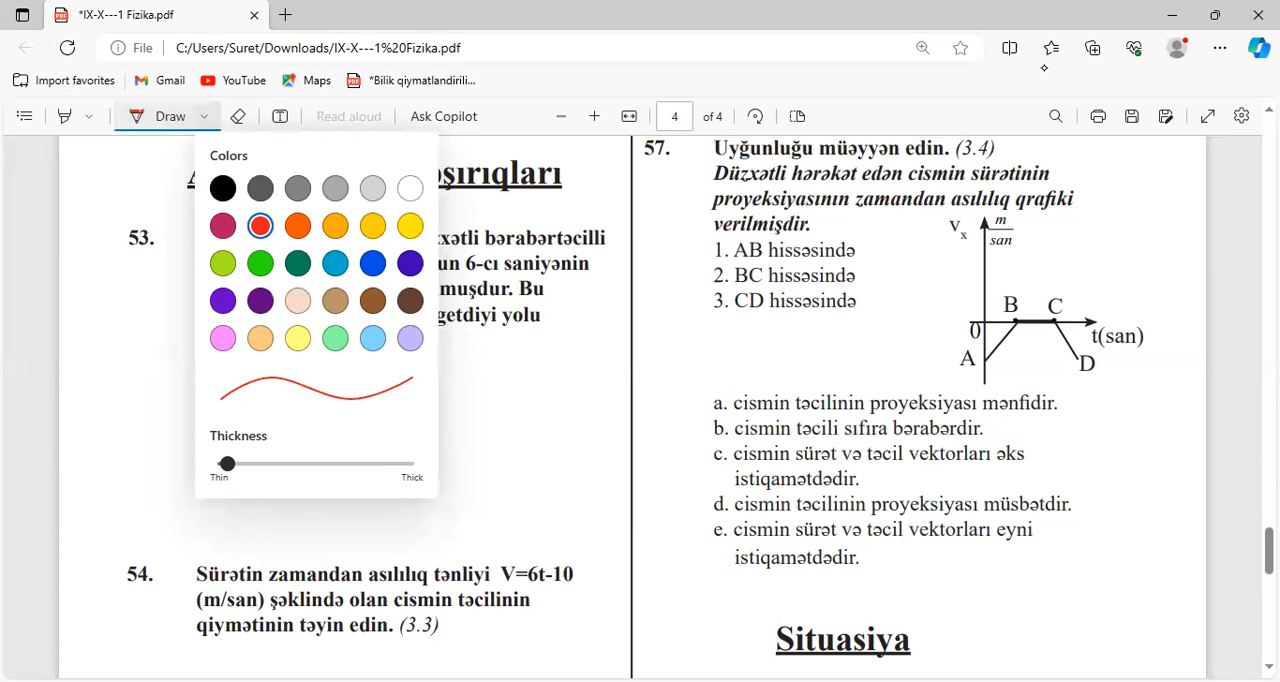 *IX-X---1 Fizika.pdf
File
C:/Users/Suret/Downloads/IX-X---1%20Fizika.pdf
Import favorites
Gmail
YouTube
Maps
*Bilik qiymatlandirili...
Draw
Read aloud
Ask Copilot
4
of 4
Colors
Thickness
Thin
Thick
şırıqları
53.
xətli bərabərtəcilli
un 6-cı saniyənin
muşdur. Bu
getdiyi yolu
54.
Sürətin zamandan asılılıq tənliyi V=6t-10
(m/san) şəklində olan cismin təcilinin
qiymətinin təyin edin. (3.3)
57.
Uyğunluğu müəyyən edin. (3.4)
Düzxətli hərəkət edən cismin sürətinin
proyeksiyasının zamandan asılılıq qrafiki
verilmişdir.
1. AB hissəsində
2. BC hissəsində
3. CD hissəsində
Vx
m
san
B
C
0
t(san)
A
D
a. cismin təcilinin proyeksiyası mənfidir.
b. cismin təcili sıfıra bərabərdir.
c. cismin sürət və təcil vektorları əks
istiqamətdədir.
d. cismin təcilinin proyeksiyası müsbətdir.
e. cismin sürət və təcil vektorları eyni
istiqamətdədir.
Situasiya